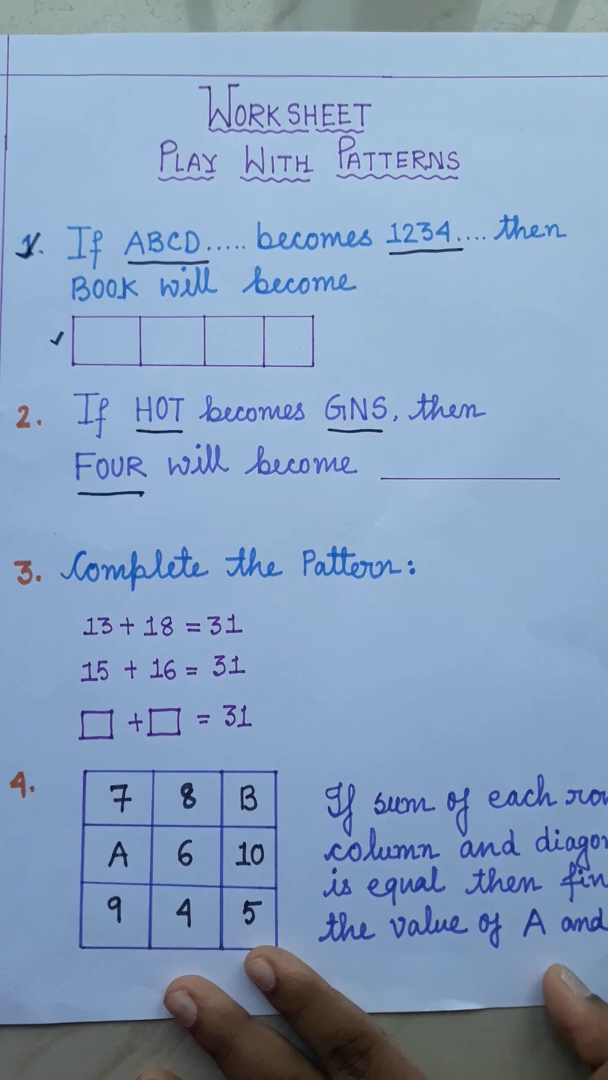 WORKSHEET
PLAY WITH PATTERNS
1. If ABCD..... becomes 1234.... then
BOOK will become
2. If HOT becomes GNS, then
FOUR will become
3. Complete the Pattern:
13 + 18 = 31
15 + 16 = 31
+ = 31
4.
7 8 B
A 6 10
9 4 5
If sum of each
column and
is equal then
the value of A and